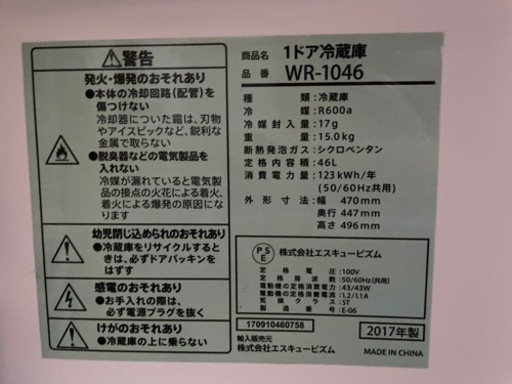 警告
発火・爆発のおそれあり
●本体の冷却回路(配管)を
傷つけない
冷却器についた霜は、刃物
やアイスピックなど、鋭利な
金属で取らない
●脱臭器などの電気製品を
入れない
冷媒が漏れていると電気製
品の接点の火花による引火、
着火による爆発の原因に
なります
幼児閉じ込められのおそれあり
●冷蔵庫をリサイクルするとき
は、必ずドアパッキンを
はずす
感電のおそれあり
●お手入れの際は、
必ず電源プラグを抜く
けがのおそれあり
●冷蔵庫の上に乗らない
商品名 1ドア冷蔵庫
品番 WR-1046
種類:冷蔵庫
冷媒:R600a
冷媒封入量:17g
重量:15.0kg
断熱発泡ガス:シクロペンタン
定格内容積:46L
消費電力量:123kWh/年
(50/60Hz共用)
外形寸法:幅 470mm
奥行 447mm
高さ 496mm
PSE 株式会社エスキュービズム
定格電圧:100V
定格周波数:50/60Hz(共用)
電動機の定格消費電力:43/43W
電動機の定格消費電流:1.2/1.1A
気候クラス:ST
製造番号:E-06
170910460758
2017年製
輸入販売元
株式会社エスキュービズム
MADE IN CHINA